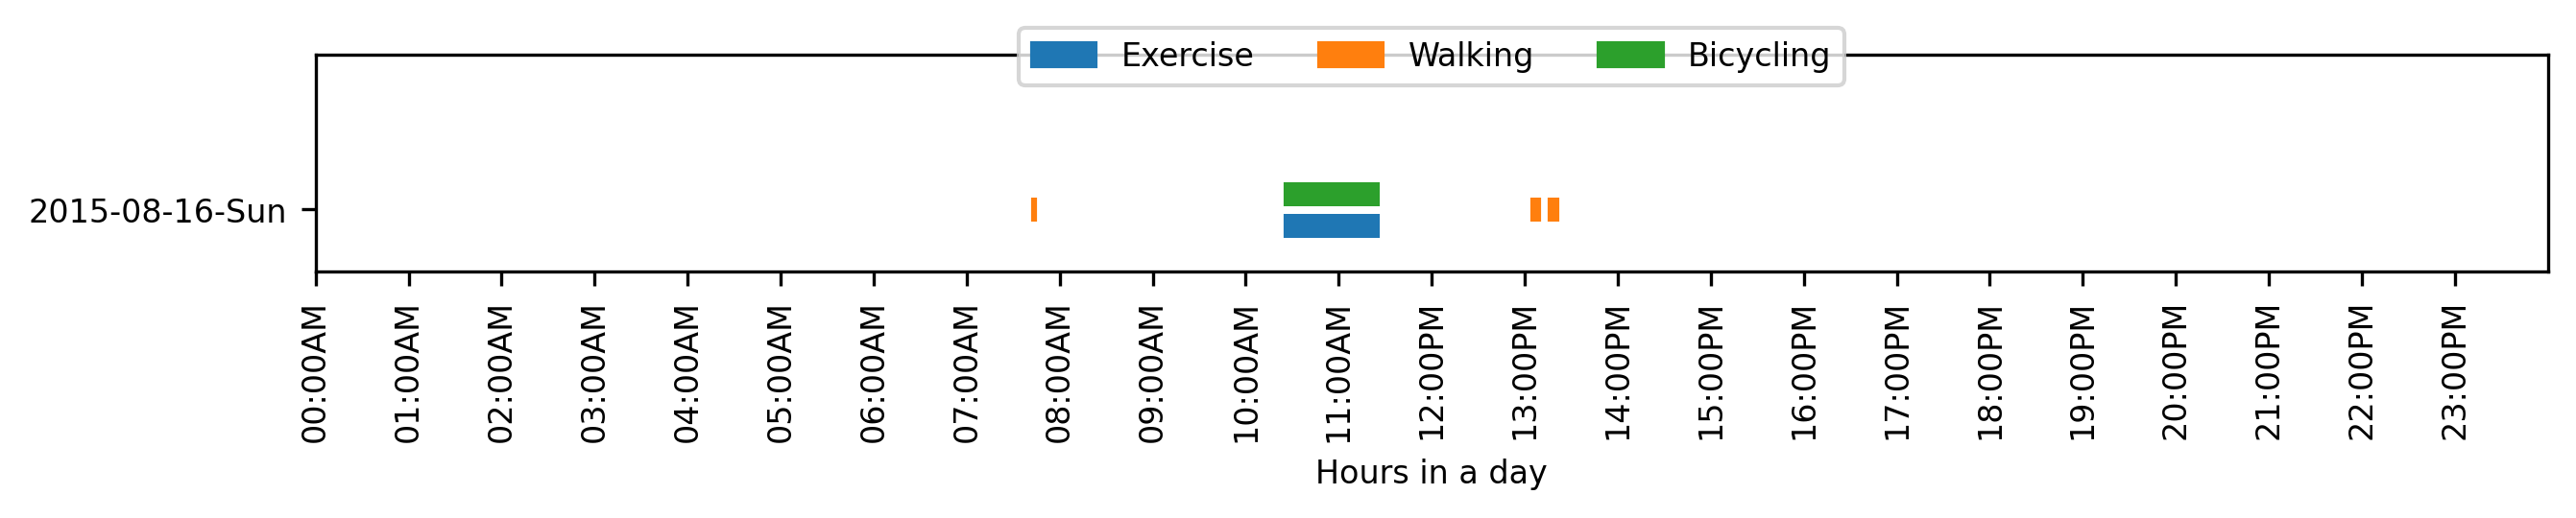 Exercise Walking Bicycling
2015-08-16-Sun
00:00AM
01:00AM
02:00AM
03:00AM
04:00AM
05:00AM
06:00AM
07:00AM
08:00AM
09:00AM
10:00AM
11:00AM
12:00PM
13:00PM
14:00PM
15:00PM
16:00PM
17:00PM
18:00PM
19:00PM
20:00PM
21:00PM
22:00PM
23:00PM
Hours in a day